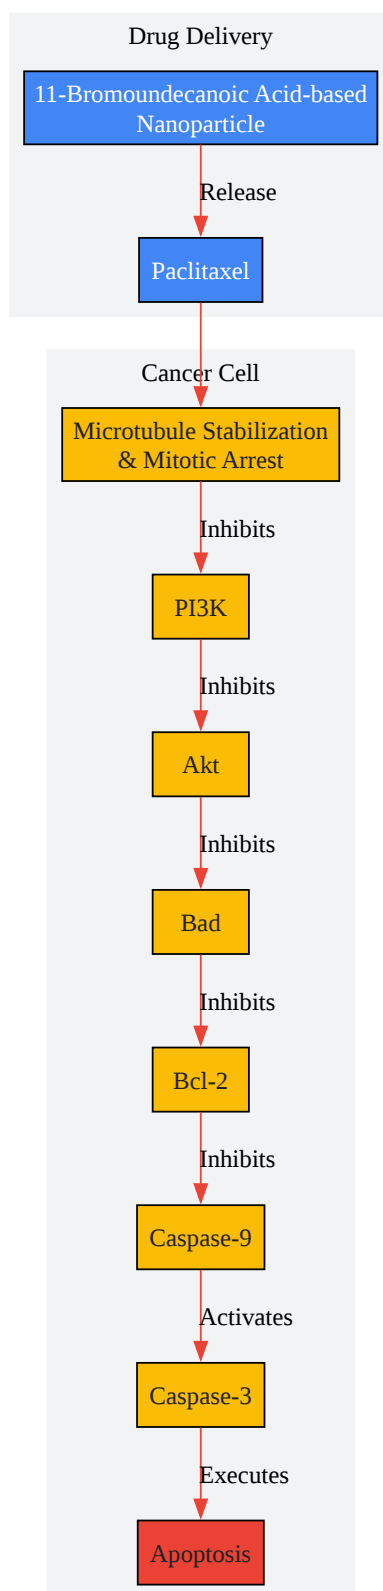 Drug Delivery
11-Bromoundecanoic Acid-based
Nanoparticle
Release
Paclitaxel
Cancer Cell
Microtubule Stabilization
& Mitotic Arrest
Inhibits
PI3K
Inhibits
Akt
Inhibits
Bad
Inhibits
Bcl-2
Inhibits
Caspase-9
Activates
Caspase-3
Executes
Apoptosis